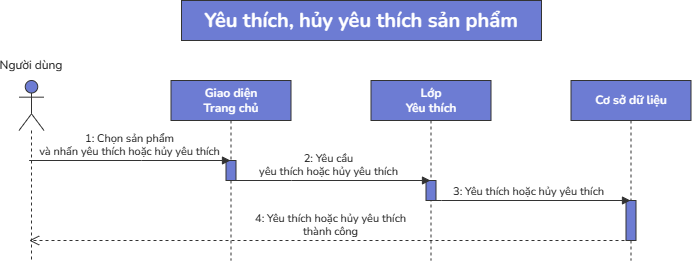 Yêu thích, hủy yêu thích sản phẩm
Người dùng
Giao diện
Trang chủ
Lớp
Yêu thích
Cơ sở dữ liệu
1: Chọn sản phẩm
và nhấn yêu thích hoặc hủy yêu thích
2: Yêu cầu
yêu thích hoặc hủy yêu thích
3: Yêu thích hoặc hủy yêu thích
4: Yêu thích hoặc hủy yêu thích
thành công